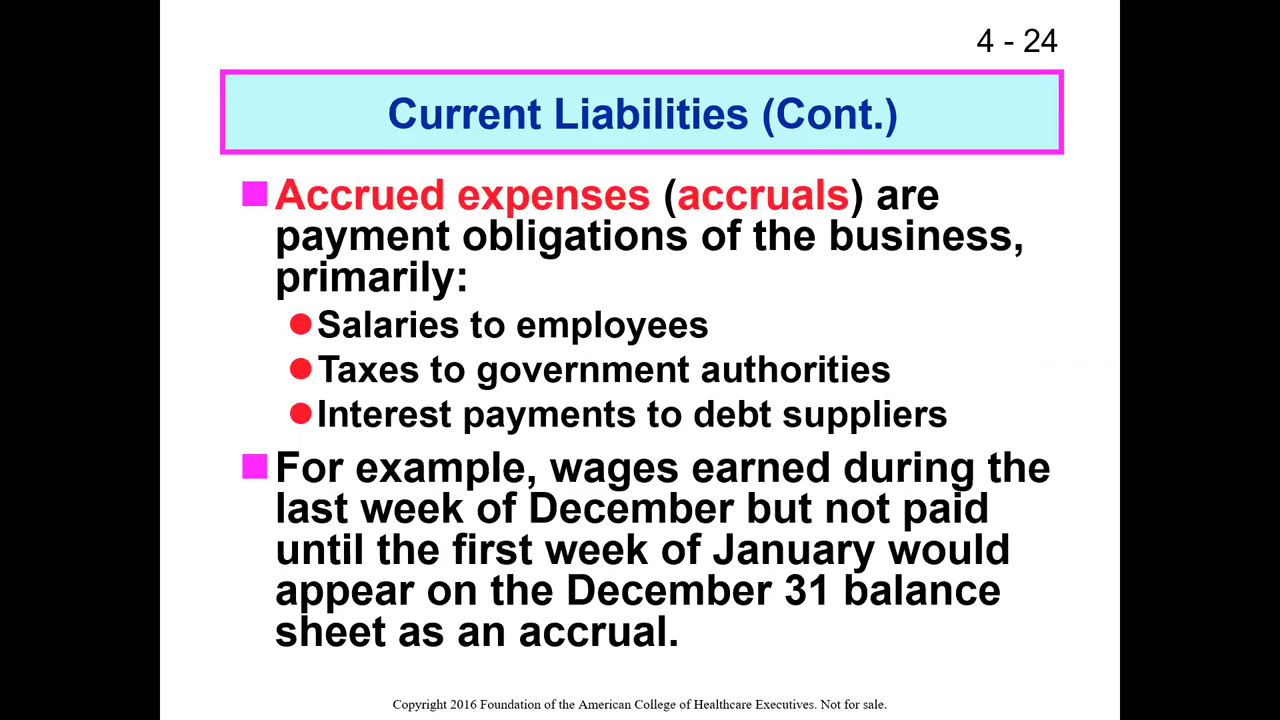 4 - 24
Current Liabilities (Cont.)
Accrued expenses (accruals) are
payment obligations of the business,
primarily:
Salaries to employees
Taxes to government authorities
Interest payments to debt suppliers
For example, wages earned during the
last week of December but not paid
until the first week of January would
appear on the December 31 balance
sheet as an accrual.
Copyright 2016 Foundation of the American College of Healthcare Executives. Not for sale.